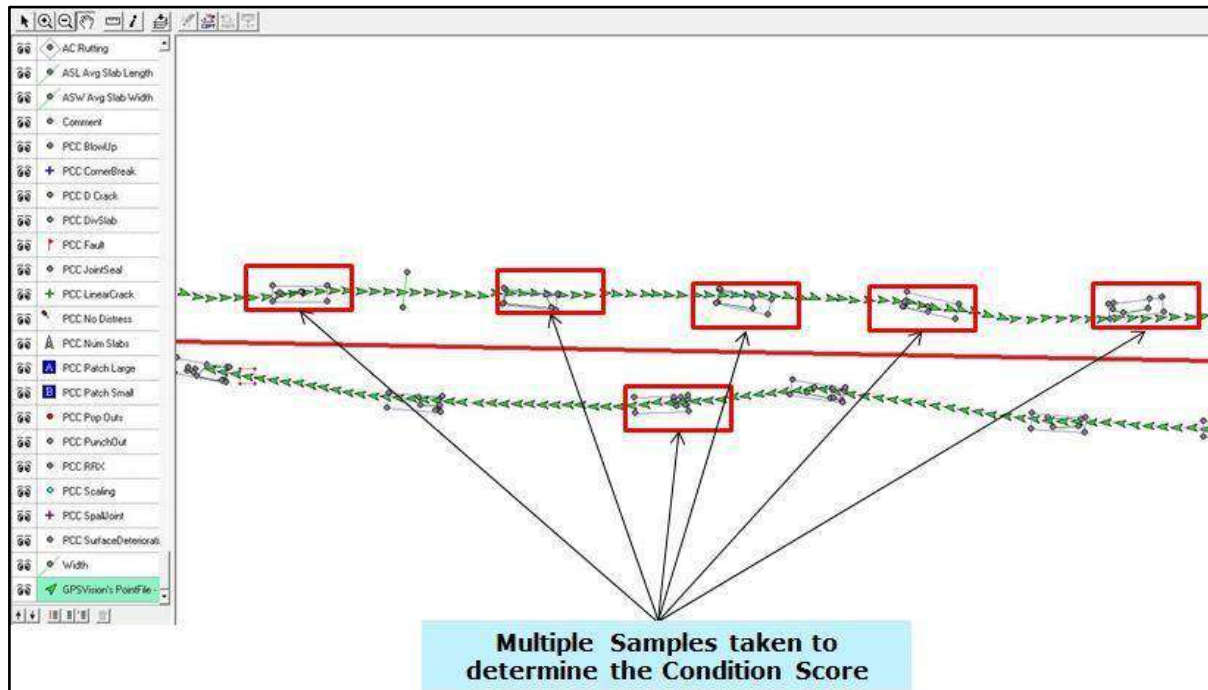 AC Rutting
ASL Avg Slab Length
ASW Avg Slab Width
Comment
PCC BlowUp
PCC CornerBreak
PCC D Crack
PCC DivSlab
PCC Fault
PCC JointSeal
PCC LinearCrack
PCC No Distress
PCC Num Slabs
A PCC Patch Large
B PCC Patch Small
PCC Pop Outs
PCC PunchOut
PCC RRX
PCC Scaling
PCC SpallJoint
PCC SurfaceDeteriorati
Width
GPSVision's PointFile -
Multiple Samples taken to
determine the Condition Score